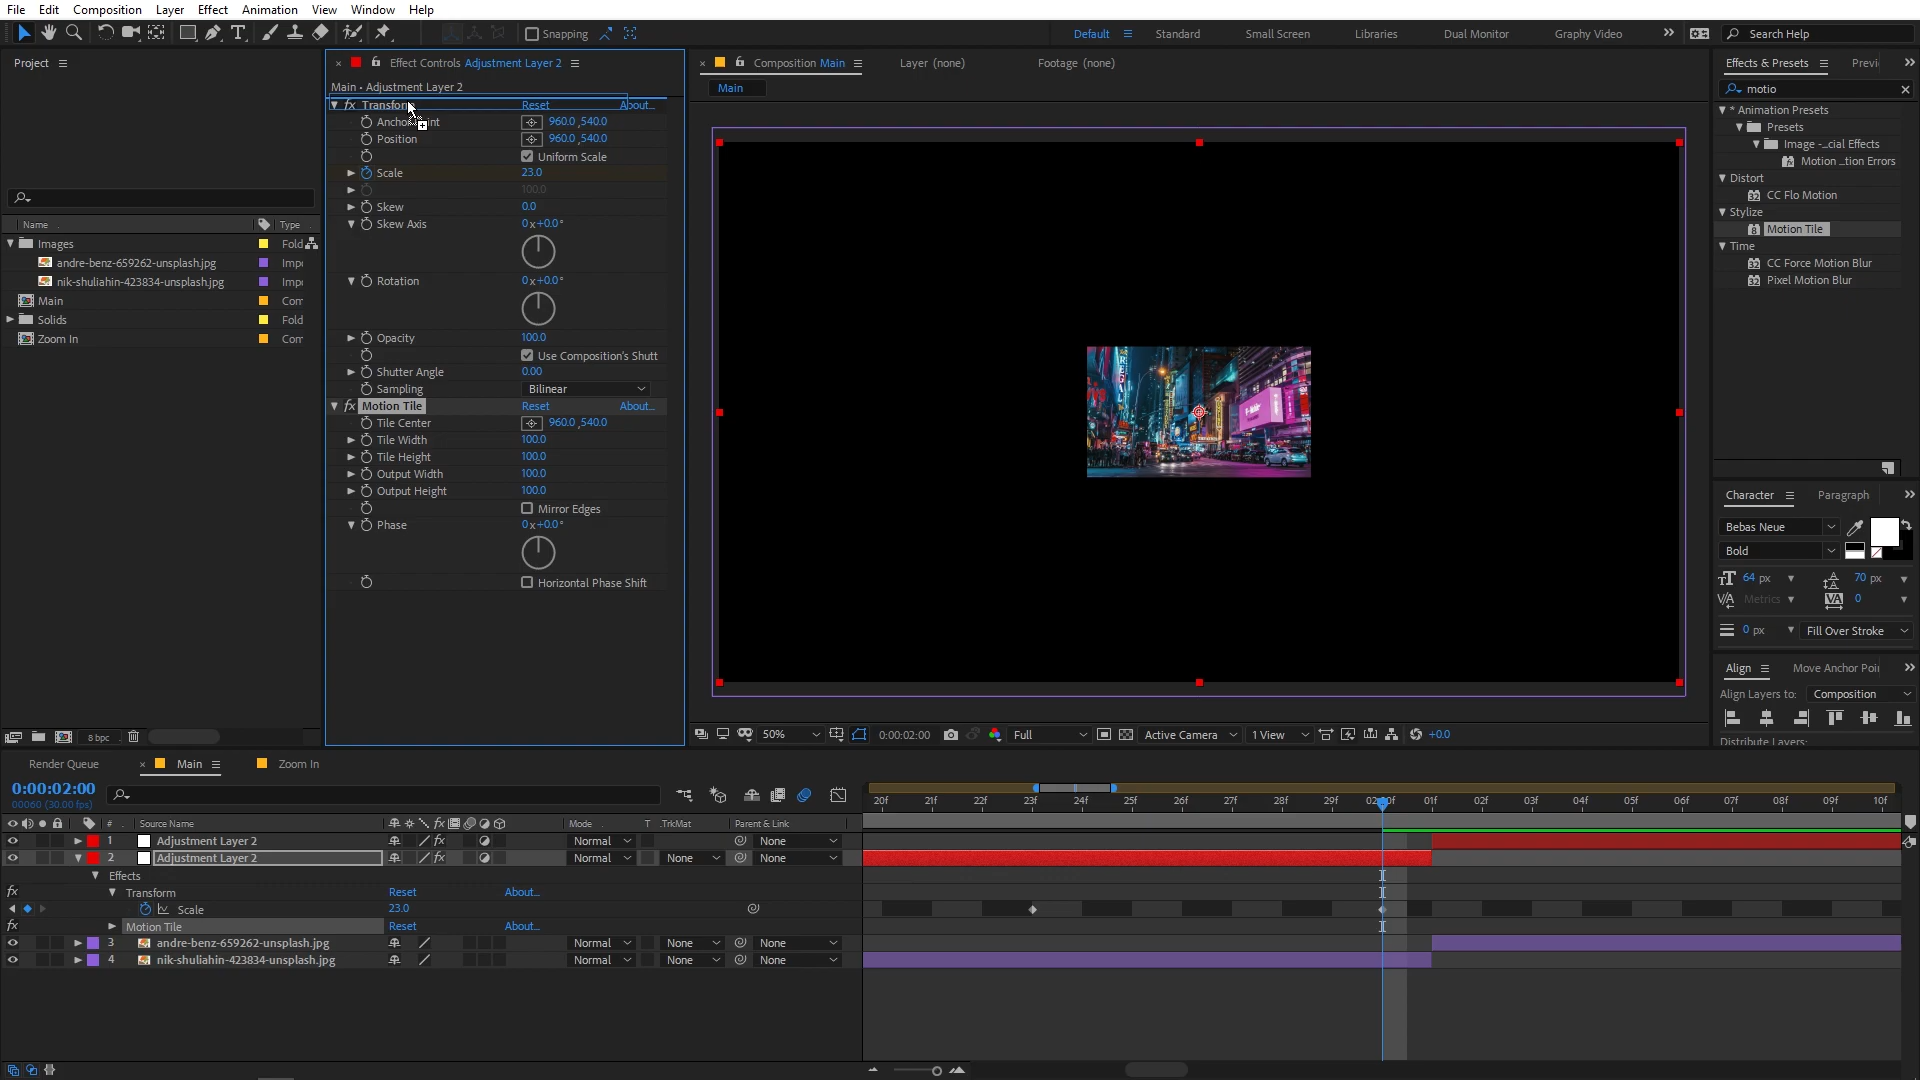 File Edit Composition Layer Effect Animation View Window Help
Snapping Default Standard Small Screen Libraries Dual Monitor Graphy Video Search Help
Project
Effect Controls Adjustment Layer 2
Composition Main Layer (none) Footage (none)
Effects & Presets Previ
Main • Adjustment Layer 2
Main
motio
Transform Reset About...
Position 960.0 ,540.0
960.0 ,540.0
Uniform Scale
Scale 23.0
100.0
Skew 0.0
Skew Axis 0x+0.0°
Rotation 0x+0.0°
Opacity 100.0
Use Composition's Shutt
Shutter Angle 0.00
Sampling Bilinear
Motion Tile Reset About...
Tile Center 960.0 ,540.0
Tile Width 100.0
Tile Height 100.0
Output Width 100.0
Output Height 100.0
Mirror Edges
Phase 0x+0.0°
Horizontal Phase Shift
Name Type
Images Fold
andre-benz-659262-unsplash.jpg Impo
nik-shuliahin-423834-unsplash.jpg Impo
Main Com
Solids Fold
Zoom In Com
8 bpc
* Animation Presets
Presets
Image -...cial Effects
Motion ...tion Errors
Distort
CC Flo Motion
Stylize
Motion Tile
Time
CC Force Motion Blur
Pixel Motion Blur
Character Paragraph
Bebas Neue
Bold
64 px 70 px
Metrics 0
0 px Fill Over Stroke
Align Move Anchor Poi
Align Layers to: Composition
Distribute Layers:
50% 0:00:02:00 Full Active Camera 1 View +0.0
Render Queue Main Zoom In
0:00:02:00
00060 (30.00 fps)
20f 21f 22f 23f 24f 25f 26f 27f 28f 29f 01f 02f 03f 04f 05f 06f 07f 08f 09f 10f
# Source Name Mode T .TrkMat Parent & Link
1 Adjustment Layer 2 Normal None
2 Adjustment Layer 2 Normal None None
Effects
Transform Reset About...
Scale 23.0
Motion Tile Reset About...
3 andre-benz-659262-unsplash.jpg Normal None None
4 nik-shuliahin-423834-unsplash.jpg Normal None None